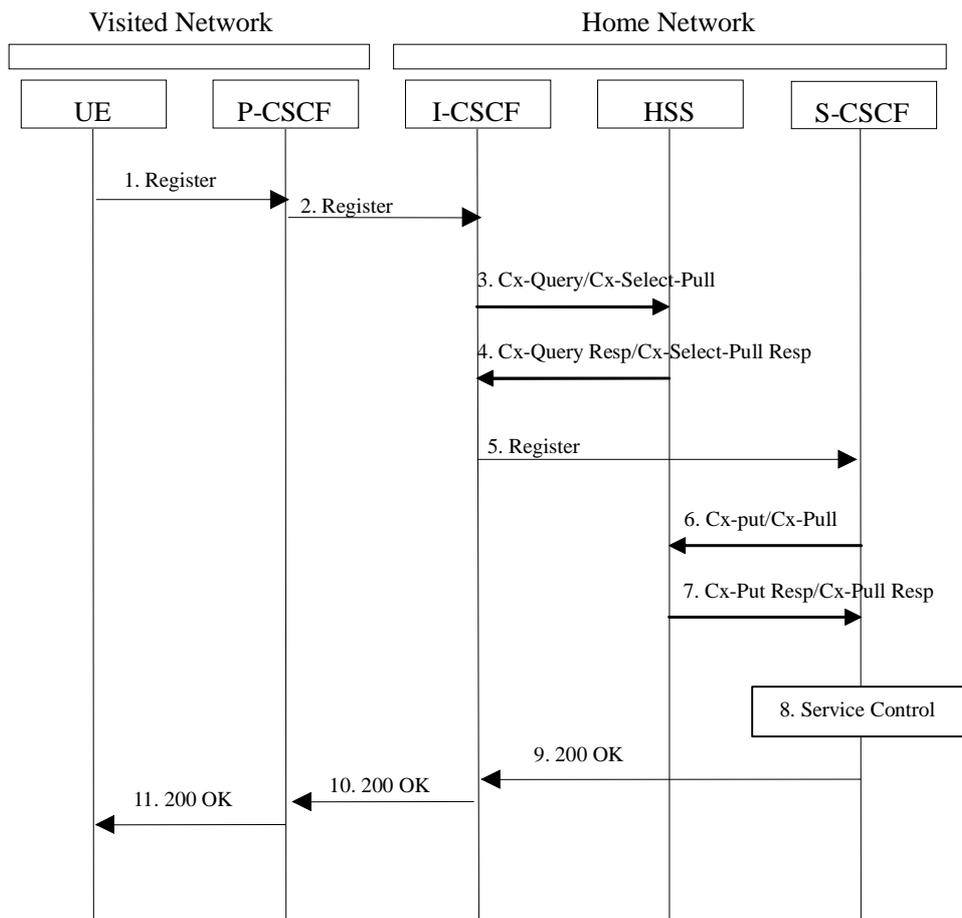 Visited Network
Home Network
UE
P-CSCF
I-CSCF
HSS
S-CSCF
1. Register
2. Register
3. Cx-Query/Cx-Select-Pull
4. Cx-Query Resp/Cx-Select-Pull Resp
5. Register
6. Cx-put/Cx-Pull
7. Cx-Put Resp/Cx-Pull Resp
8. Service Control
9. 200 OK
10. 200 OK
11. 200 OK